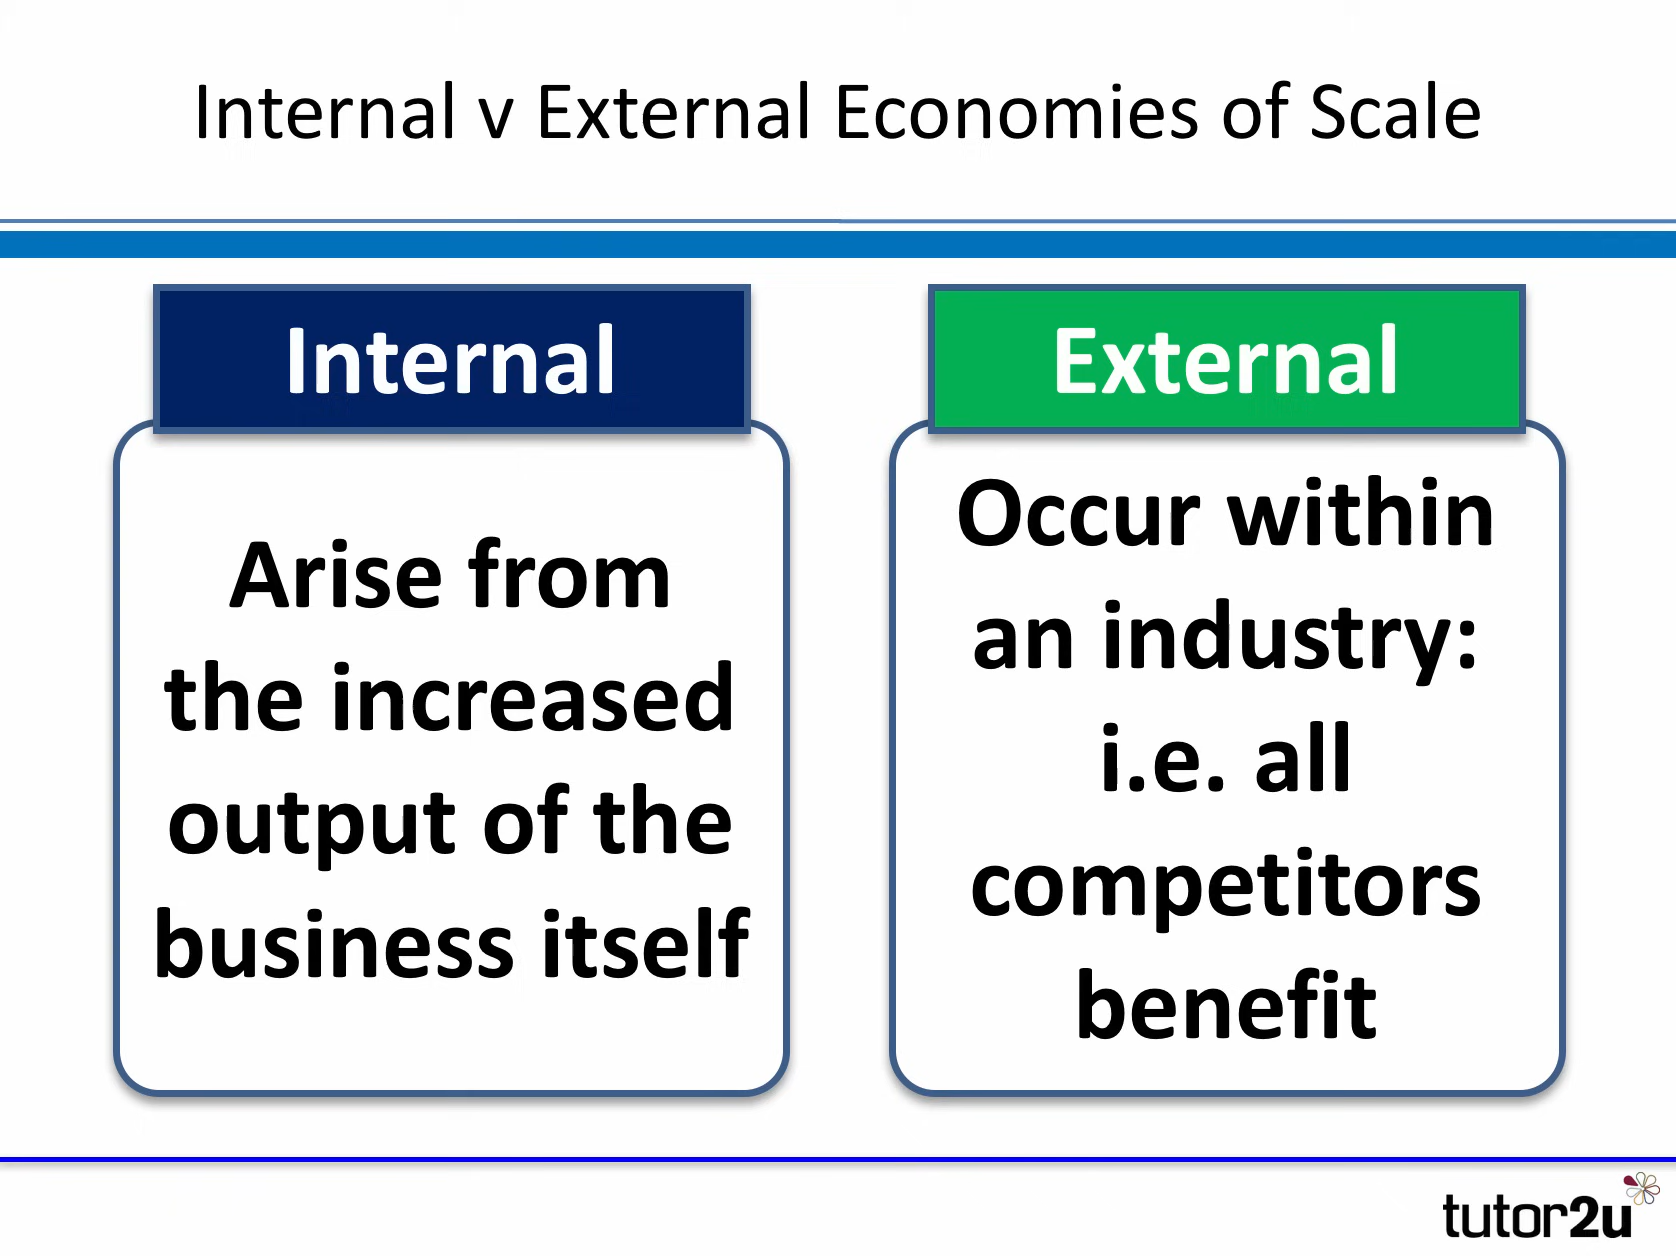 Internal v External Economies of Scale
Internal
Arise from
the increased
output of the
business itself
External
Occur within
an industry:
i.e. all
competitors
benefit
tutor2u